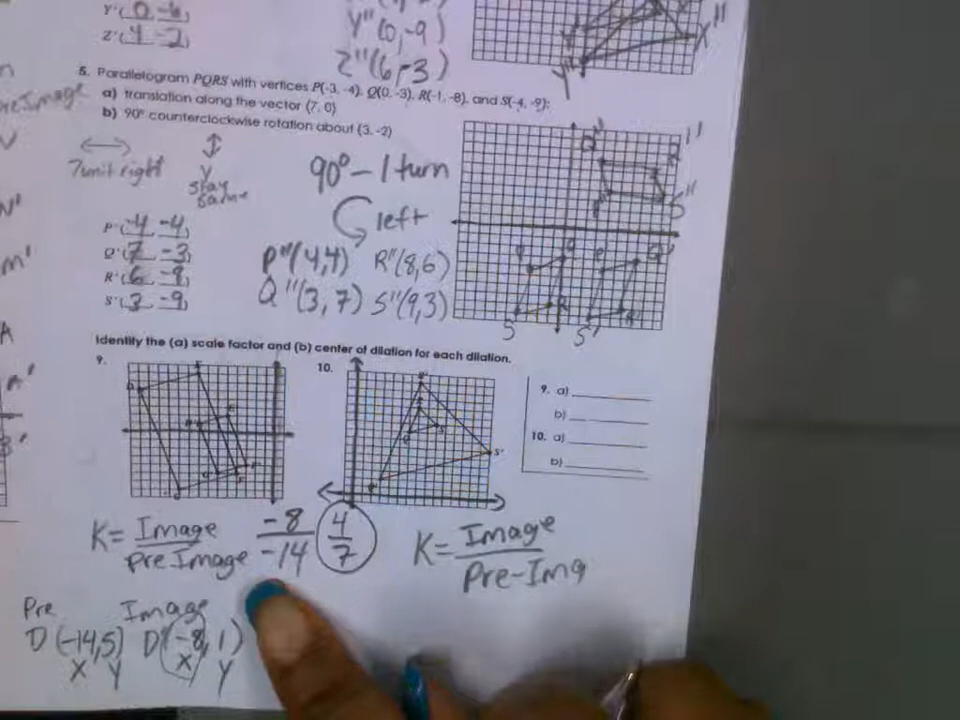 Y'( 0 -6 )
Z'( 4 -2 )
Y"(0,-9)
Z"(6,-3)
X"
Y"
5. Parallelogram PQRS with vertices P(-3, -4), Q(0, -3), R(-1, -8), and S(-4, -9):
a) translation along the vector (7, 0)
b) 90° counterclockwise rotation about (3, -2)
7unit right
Y
stay
same
90° - 1 turn
left
P'( -4 -4 )
Q'( 7 -3 )
R'( 6 -8 )
S'( 3 -9 )
P"(4,4) R"(8,6)
Q"(3,7) S"(9,3)
Q"
S"
S
R
S'
Identify the (a) scale factor and (b) center of dilation for each dilation.
9.
10.
9. a)
b)
10. a)
b)
K= Image
Pre Image
-8
-14
4
7
K= Image
Pre-Ima
Pre Image
D(-14,5) D'(-8,1)
X Y X Y